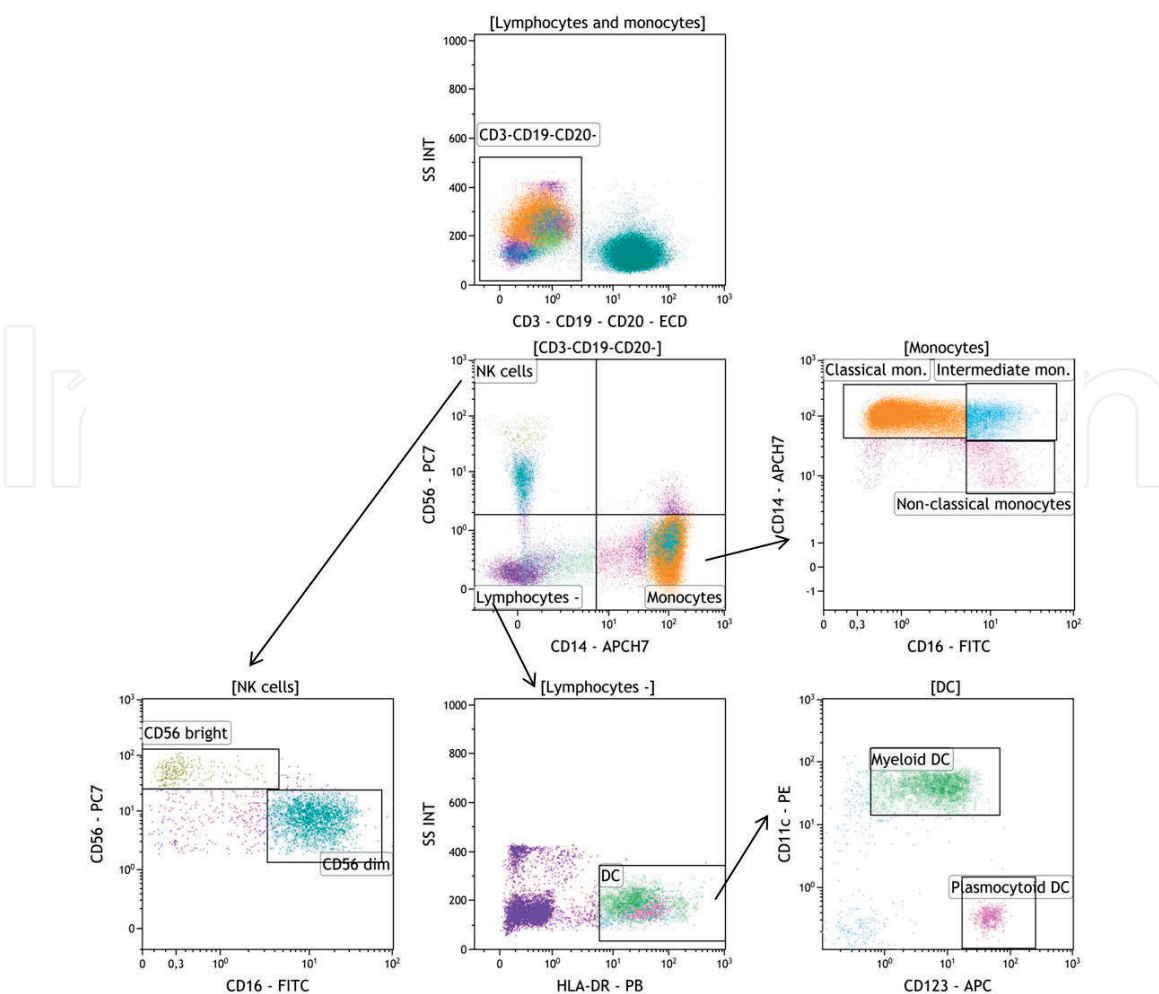 [Lymphocytes and monocytes]
1000
800
600
400
200
0
SS INT
CD3-CD19-CD20-
0 10⁰ 10¹ 10² 10³
CD3 - CD19 - CD20 - ECD
[CD3-CD19-CD20-]
10³
10²
10¹
10⁰
0
CD56 - PC7
NK cells
Lymphocytes -
Monocytes
0 10¹ 10² 10³
CD14 - APCH7
[Monocytes]
10³
10²
10¹
1
0
-1
CD14 - APCH7
Classical mon.
Intermediate mon.
Non-classical monocytes
0 0,3 10⁰ 10¹ 10²
CD16 - FITC
[NK cells]
10³
10²
10¹
10⁰
0
CD56 - PC7
CD56 bright
CD56 dim
0 0,3 10⁰ 10¹ 10²
CD16 - FITC
[Lymphocytes -]
1000
800
600
400
200
0
SS INT
DC
0 10⁰ 10¹ 10² 10³
HLA-DR - PB
[DC]
10³
10²
10¹
10⁰
CD11c - PE
Myeloid DC
Plasmocytoid DC
10⁰ 10¹ 10² 10³
CD123 - APC